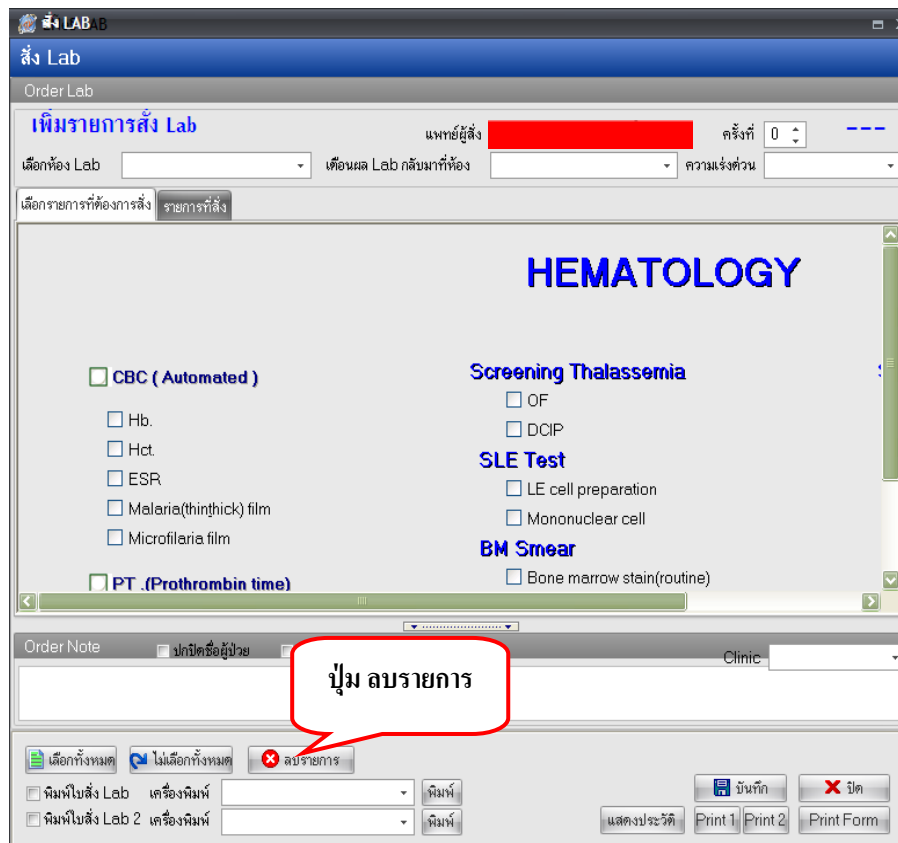 สั่ง LAB
สั่ง Lab
Order Lab
เพิ่มรายการสั่ง Lab
แพทย์ผู้สั่ง ครั้งที่ 0 ---
เลือกห้อง Lab เตือนผล Lab กลับมาที่ห้อง ความเร่งด่วน
เลือกรายการที่ต้องการสั่ง รายการที่สั่ง
HEMATOLOGY
CBC ( Automated )
Hb.
Hct.
ESR
Malaria(thin,thick) film
Microfilaria film
PT .(Prothrombin time)
Screening Thalassemia
OF
DCIP
SLE Test
LE cell preparation
Mononuclear cell
BM Smear
Bone marrow stain(routine)
Order Note ปกปิดชื่อผู้ป่วย Clinic
ปุ่ม ลบรายการ
เลือกทั้งหมด ไม่เลือกทั้งหมด ลบรายการ
พิมพ์ใบสั่ง Lab เครื่องพิมพ์ พิมพ์ บันทึก ปิด
พิมพ์ใบสั่ง Lab 2 เครื่องพิมพ์ พิมพ์ แสดงประวัติ Print 1 Print 2 Print Form